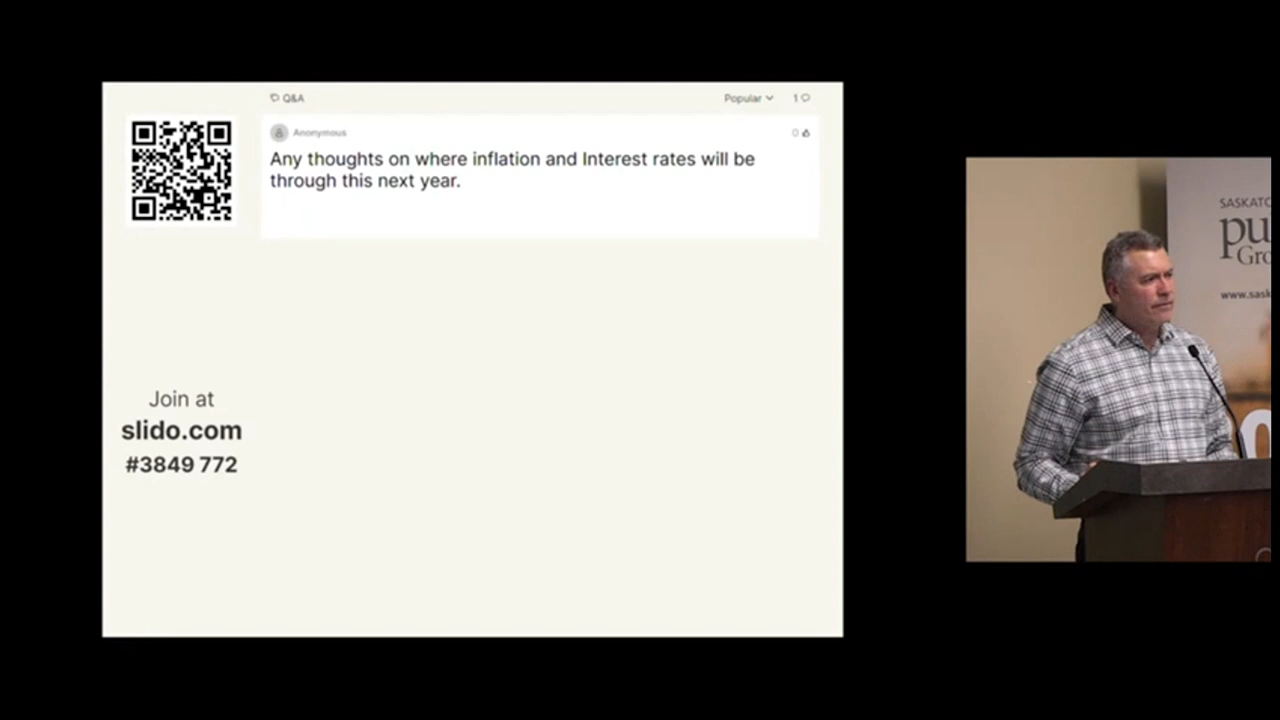 Q&A
Popular
1
Anonymous
0
Any thoughts on where inflation and Interest rates will be
through this next year.
Join at
slido.com
#3849 772
SASKATC
pu
Gro
www.sask